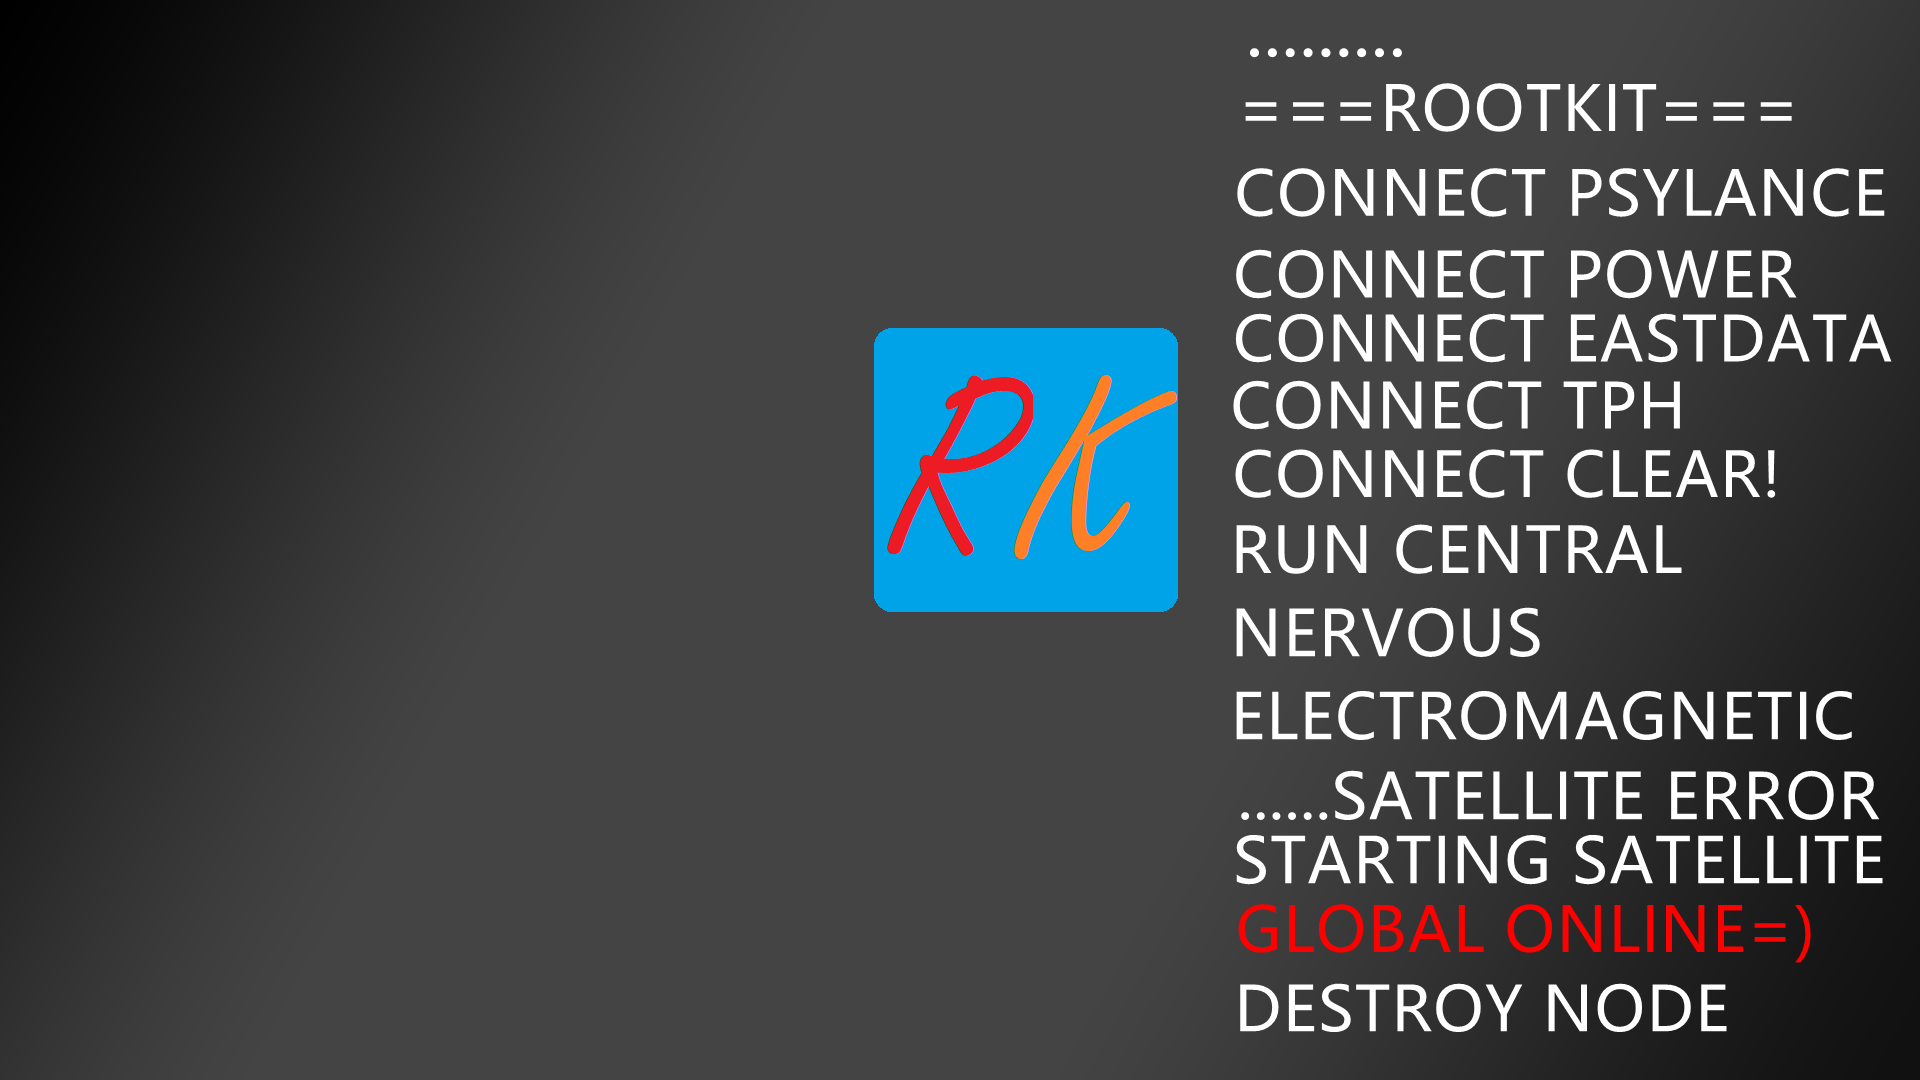 .........
===ROOTKIT===
CONNECT PSYLANCE
CONNECT POWER
CONNECT EASTDATA
CONNECT TPH
CONNECT CLEAR!
RK
RUN CENTRAL
NERVOUS
ELECTROMAGNETIC
......SATELLITE ERROR
STARTING SATELLITE
GLOBAL ONLINE=)
DESTROY NODE